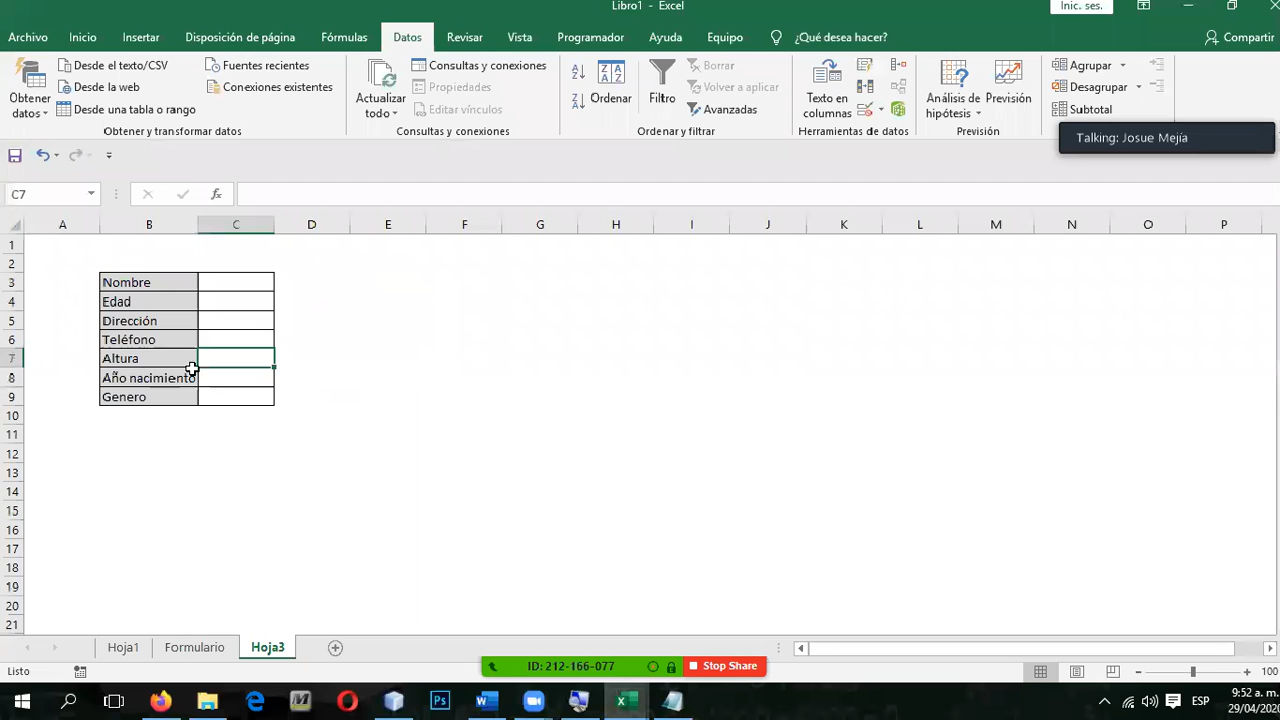 Libro1 - Excel
Inic. ses.
Archivo Inicio Insertar Disposición de página Fórmulas Datos Revisar Vista Programador Ayuda Equipo ¿Qué desea hacer? Compartir
Obtener datos
Desde el texto/CSV
Desde la web
Desde una tabla o rango
Fuentes recientes
Conexiones existentes
Obtener y transformar datos
Actualizar todo
Consultas y conexiones
Propiedades
Editar vínculos
Consultas y conexiones
Ordenar
Filtro
Borrar
Volver a aplicar
Avanzadas
Ordenar y filtrar
Texto en columnas
Herramientas de datos
Análisis de hipótesis
Previsión
Previsión
Agrupar
Desagrupar
Subtotal
Talking: Josue Mejía
C7
A B C D E F G H I J K L M N O P
1
2
3 Nombre
4 Edad
5 Dirección
6 Teléfono
7 Altura
8 Año nacimiento
9 Genero
10
11
12
13
14
15
16
17
18
19
20
21
Hoja1 Formulario Hoja3
Listo
ID: 212-166-077 Stop Share
100
ESP
9:52 a. m.
29/04/2020